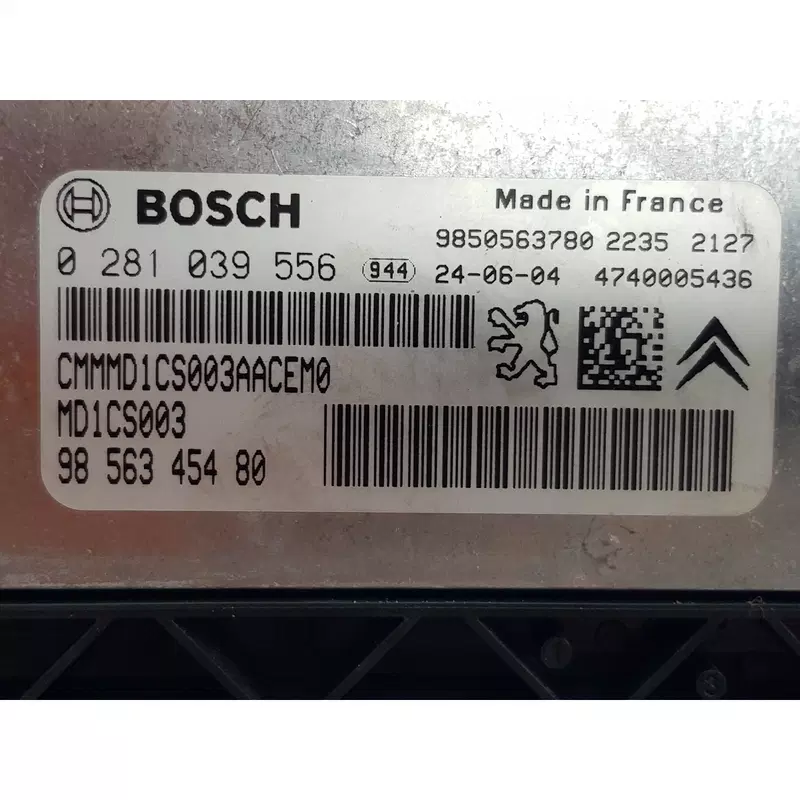 BOSCH
Made in France
9850563780 2235 2127
0 281 039 556 944 24-06-04 4740005436
CMMMD1CS003AACEM0
MD1CS003
98 563 454 80